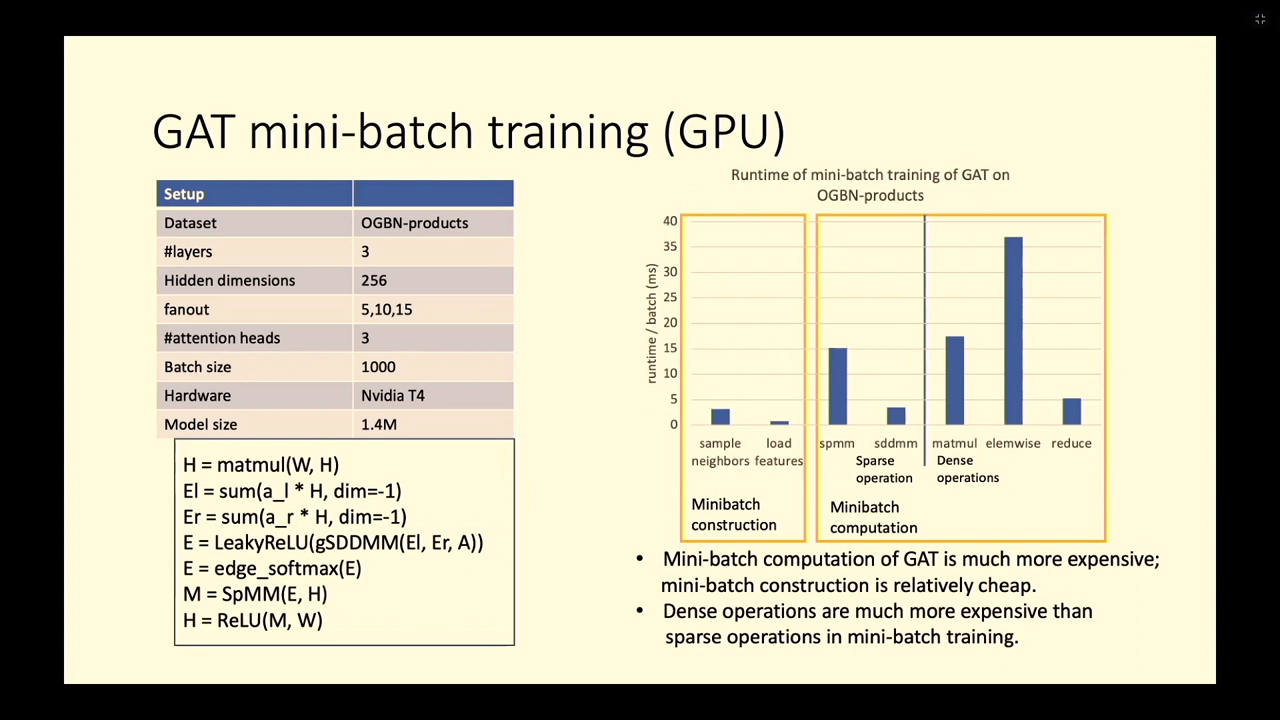 GAT mini-batch training (GPU)
Setup
Dataset OGBN-products
#layers 3
Hidden dimensions 256
fanout 5,10,15
#attention heads 3
Batch size 1000
Hardware Nvidia T4
Model size 1.4M
H = matmul(W, H)
El = sum(a_l * H, dim=-1)
Er = sum(a_r * H, dim=-1)
E = LeakyReLU(gSDDMM(El, Er, A))
E = edge_softmax(E)
M = SpMM(E, H)
H = ReLU(M, W)
Runtime of mini-batch training of GAT on
OGBN-products
runtime / batch (ms)
40
35
30
25
20
15
10
5
0
sample load spmm sddmm matmul elemwise reduce
neighbors features
Sparse Dense
operation operations
Minibatch
construction
Minibatch
computation
• Mini-batch computation of GAT is much more expensive;
mini-batch construction is relatively cheap.
• Dense operations are much more expensive than
sparse operations in mini-batch training.